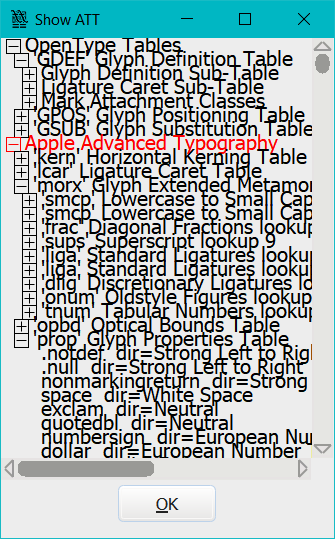 Show ATT
OpenType Tables
'GDEF' Glyph Definition Table
Glyph Definition Sub-Table
Ligature Caret Sub-Table
Mark Attachment Classes
'GPOS' Glyph Positioning Table
'GSUB' Glyph Substitution Table
Apple Advanced Typography
'kern' Horizontal Kerning Table
'lcar' Ligature Caret Table
'morx' Glyph Extended Metamor
'smcp' Lowercase to Small Cap
'smcp' Lowercase to Small Cap
'frac' Diagonal Fractions lookup
'sups' Superscript lookup 9
'liga' Standard Ligatures lookup
'liga' Standard Ligatures lookup
'dlig' Discretionary Ligatures lo
'onum' Oldstyle Figures lookup
'tnum' Tabular Numbers lookup
'opbd' Optical Bounds Table
'prop' Glyph Properties Table
.notdef dir=Strong Left to Righ
.null dir=Strong Left to Right
nonmarkingreturn dir=Strong
space dir=White Space
exclam dir=Neutral
quotedbl dir=Neutral
numbersign dir=European Nu
dollar dir=European Number
OK